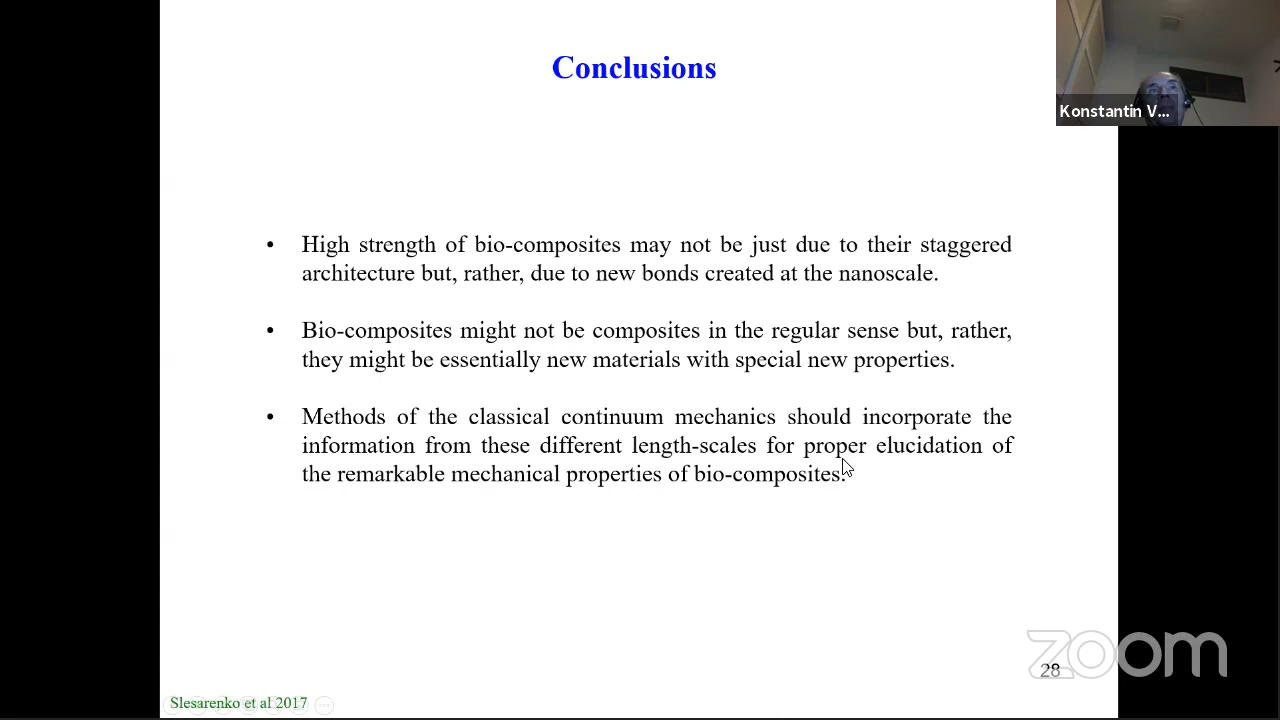 Conclusions
Konstantin V...
• High strength of bio-composites may not be just due to their staggered
architecture but, rather, due to new bonds created at the nanoscale.
• Bio-composites might not be composites in the regular sense but, rather,
they might be essentially new materials with special new properties.
• Methods of the classical continuum mechanics should incorporate the
information from these different length-scales for proper elucidation of
the remarkable mechanical properties of bio-composites.
zoom
28
Slesarenko et al 2017